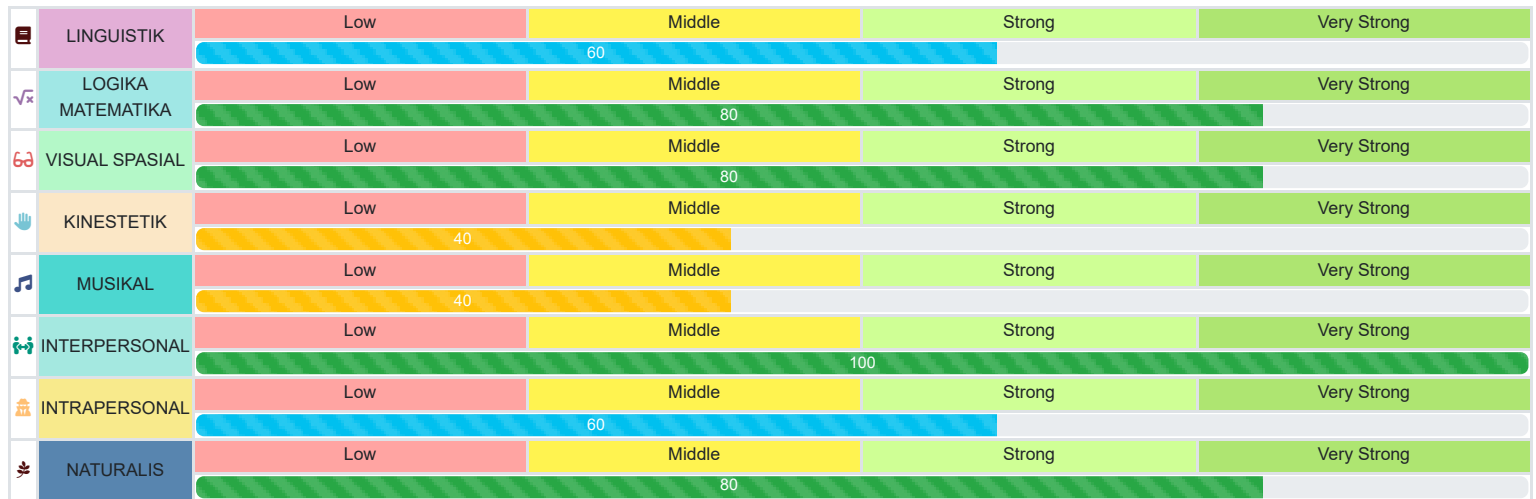 LINGUISTIK
Low Middle Strong Very Strong
60
LOGIKA
MATEMATIKA
Low Middle Strong Very Strong
80
VISUAL SPASIAL
Low Middle Strong Very Strong
80
KINESTETIK
Low Middle Strong Very Strong
40
MUSIKAL
Low Middle Strong Very Strong
40
INTERPERSONAL
Low Middle Strong Very Strong
100
INTRAPERSONAL
Low Middle Strong Very Strong
60
NATURALIS
Low Middle Strong Very Strong
80